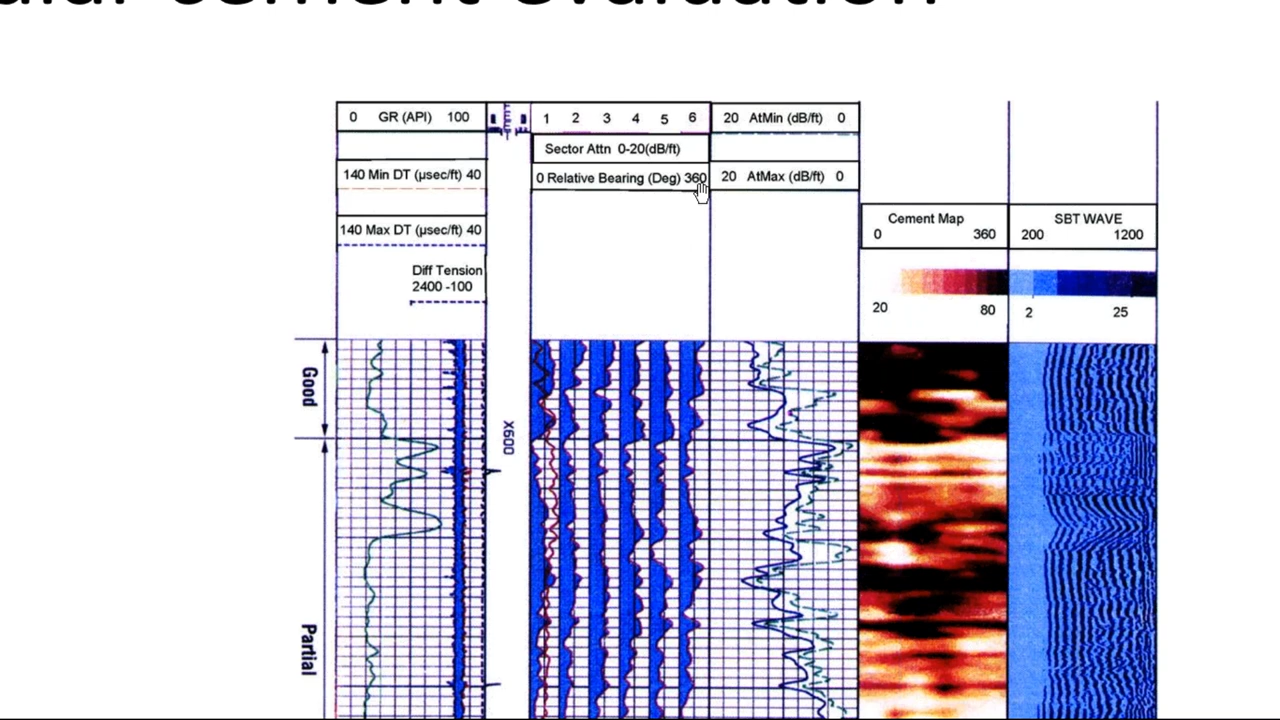 cement evaluation
0 GR (API) 100
1 2 3 4 5 6
20 AtMin (dB/ft) 0
Sector Attn 0-20(dB/ft)
140 Min DT (µsec/ft) 40
0 Relative Bearing (Deg) 360
20 AtMax (dB/ft) 0
140 Max DT (µsec/ft) 40
Cement Map
0 360
SBT WAVE
200 1200
Diff Tension
2400 -100
20 80
2 25
Good
X600
Partial